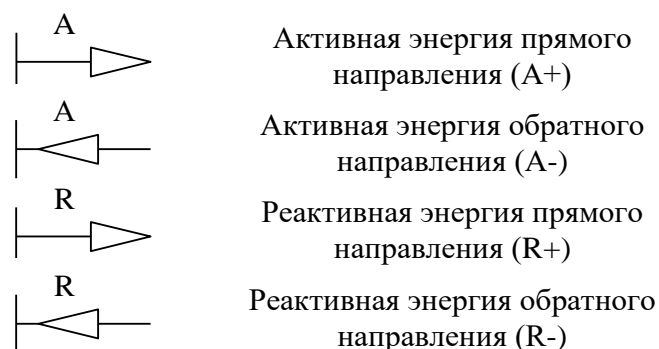 A
Активная энергия прямого
направления (A+)
A
Активная энергия обратного
направления (A-)
R
Реактивная энергия прямого
направления (R+)
R
Реактивная энергия обратного
направления (R-)